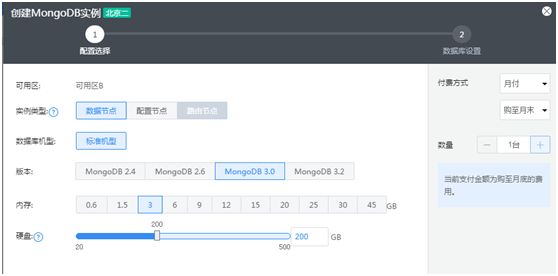 创建MongoDB实例 北京二
1 2
配置选择 数据库设置
可用区: 可用区B
实例类型: ? 数据节点 配置节点 路由节点
数据库机型: 标准机型
版本: MongoDB 2.4 MongoDB 2.6 MongoDB 3.0 MongoDB 3.2
内存: 0.6 1.5 3 6 9 12 15 20 25 30 45 GB
200
硬盘: ? 200 GB
20 500
付费方式 月付
购至月末
数量 1台
当前支付金额为购至月底的费
用。